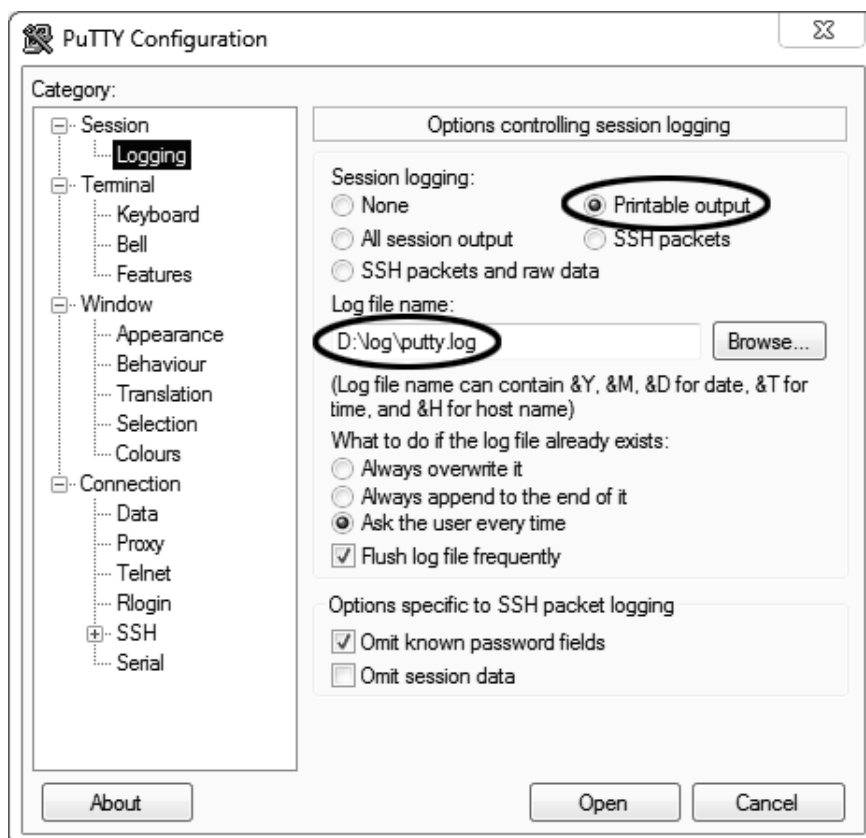 PuTTY Configuration
Category:
Session
Logging
Terminal
Keyboard
Bell
Features
Window
Appearance
Behaviour
Translation
Selection
Colours
Connection
Data
Proxy
Telnet
Rlogin
SSH
Serial
Options controlling session logging
Session logging:
None
Printable output
All session output
SSH packets
SSH packets and raw data
Log file name:
D:\log\putty.log
Browse...
(Log file name can contain &Y, &M, &D for date, &T for
time, and &H for host name)
What to do if the log file already exists:
Always overwrite it
Always append to the end of it
Ask the user every time
Flush log file frequently
Options specific to SSH packet logging
Omit known password fields
Omit session data
About
Open
Cancel